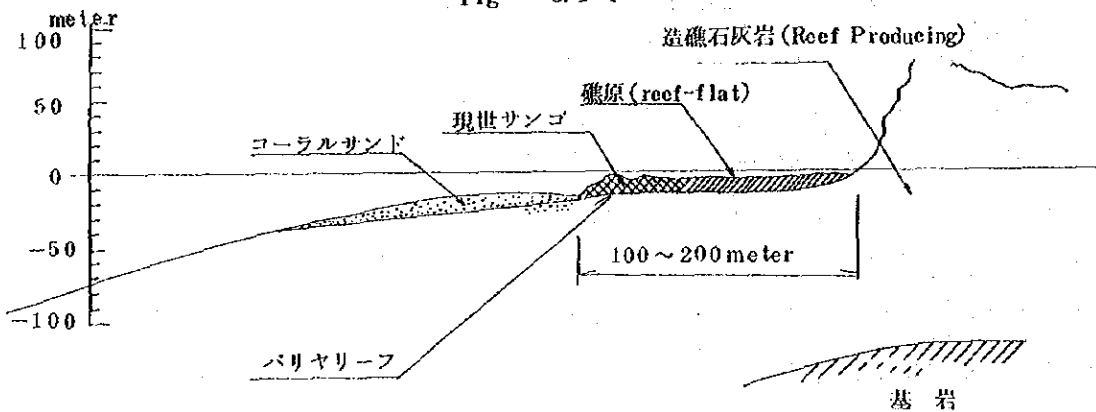 meter
100
50
0
-50
-100
造礁石灰岩(Reef Producing)
礁原(reef-flat)
現世サンゴ
コーラルサンド
100～200meter
バリヤリーフ
基 岩